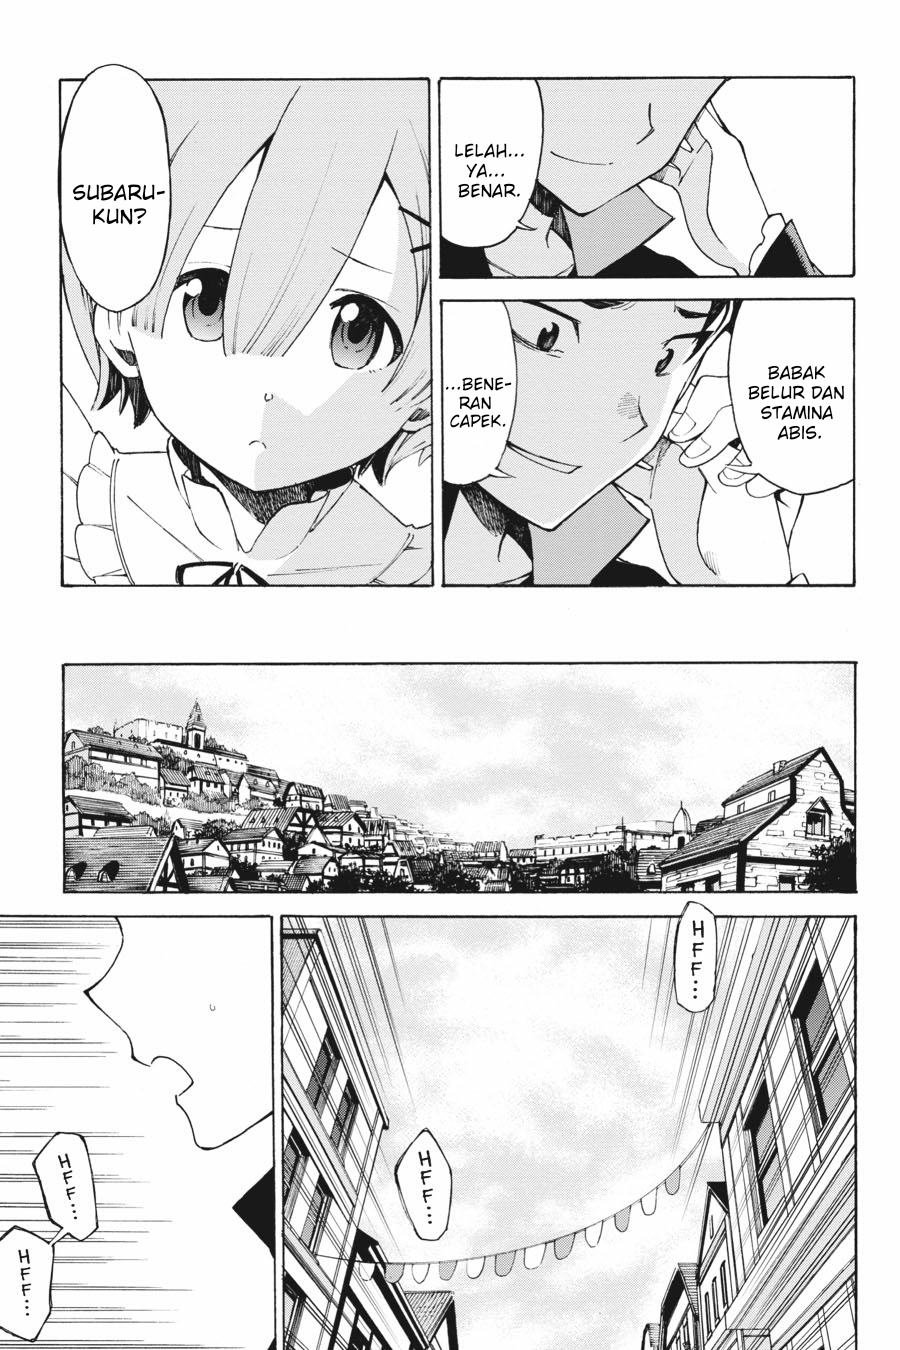 LELAH...
YA...
BENAR.
BABAK
BELUR DAN
STAMINA
ABIS.
...BENE-
RAN
CAPEK.
SUBARU-
KUN?
HFF...
HFF...
HFF...
HFF...